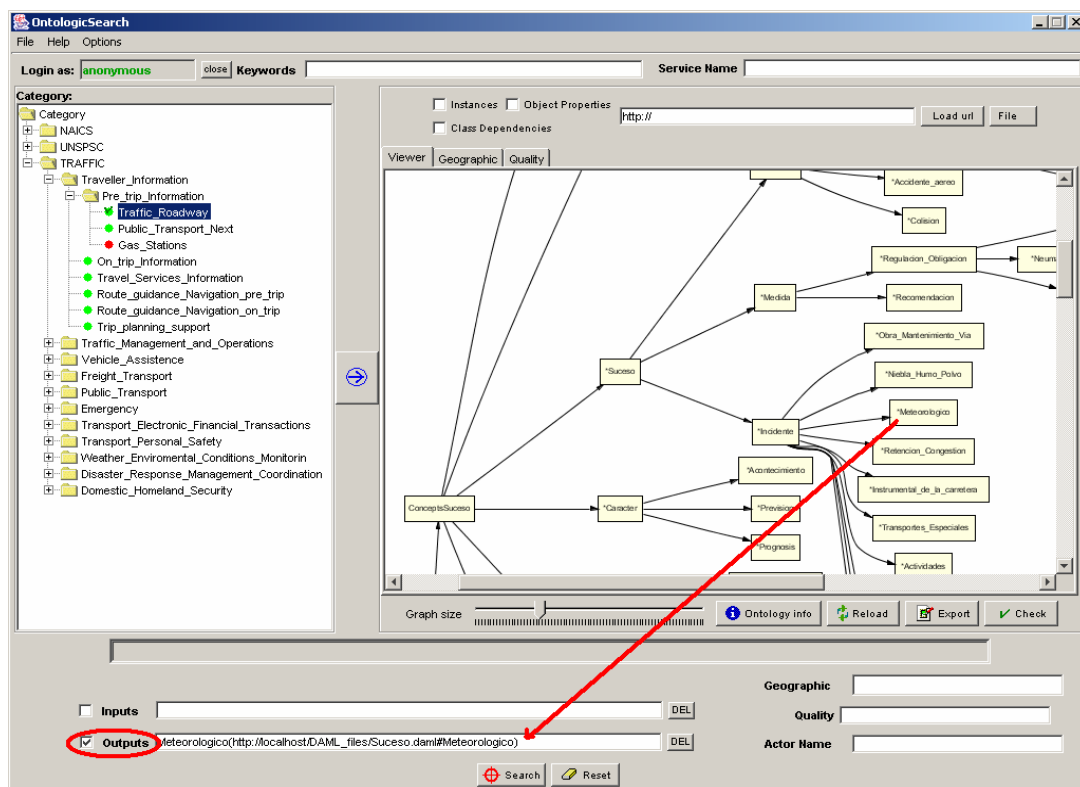 OntologicSearch
File Help Options
Login as: anonymous close Keywords Service Name
Category:
Category
NAICS
UNSPSC
TRAFFIC
Traveller_Information
Pre_trip_Information
Traffic_Roadway
Public_Transport_Next
Gas_Stations
On_trip_Information
Travel_Services_Information
Route_guidance_Navigation_pre_trip
Route_guidance_Navigation_on_trip
Trip_planning_support
Traffic_Management_and_Operations
Vehicle_Assistence
Freight_Transport
Public_Transport
Emergency
Transport_Electronic_Financial_Transactions
Transport_Personal_Safety
Weather_Enviromental_Conditions_Monitorin
Disaster_Response_Management_Coordination
Domestic_Homeland_Security
Instances Object Properties
Class Dependencies
http://
Load url File
Viewer Geographic Quality
*Accidente_aereo
*Colision
*Regulacion_Obligacion
*Neum
*Medida
*Recomendacion
*Obra_Mantenimiento_Via
*Suceso
*Niebla_Humo_Polvo
*Meteorologico
*Incidente
*Retencion_Congestion
*Acontecimiento
*Instrumental_de_la_carretera
ConceptsSuceso
*Caracter
*Prevision
*Transportes_Especiales
*Prognosis
*Actividades
Graph size Ontology info Reload Export Check
Geographic
Inputs DEL
Quality
Outputs Meteorologico(http://localhost/DAML_files/Suceso.daml#Meteorologico) DEL
Actor Name
Search Reset